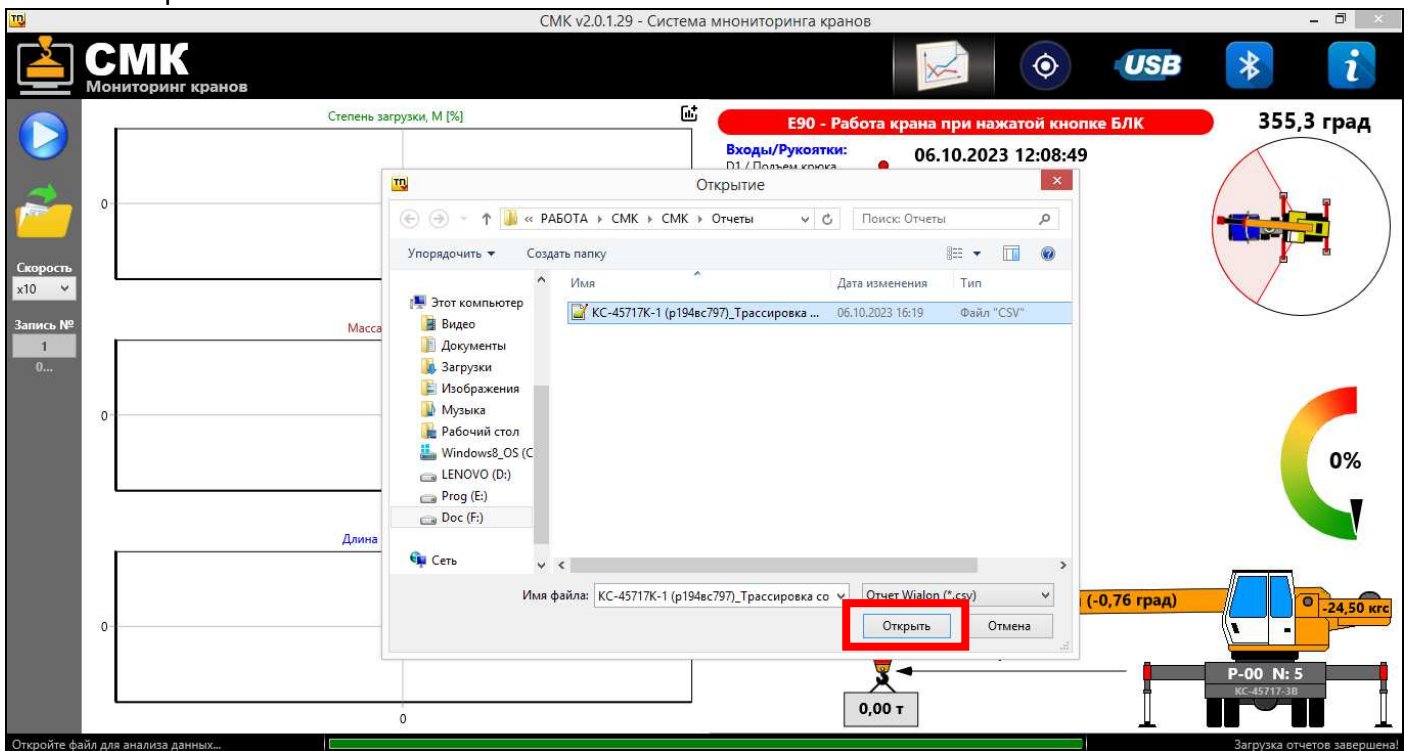 СМК v2.0.1.29 - Система мнониторинга кранов
СМК
Мониторинг кранов
USB
Степень загрузки, М [%]
E90 - Работа крана при нажатой кнопке БЛК
355,3 град
Входы/Рукоятки:
06.10.2023 12:08:49
D1 / Подъем крюка
Открытие
« РАБОТА ▸ СМК ▸ СМК ▸ Отчеты
Поиск: Отчеты
Упорядочить
Создать папку
Имя
Дата изменения
Тип
КС-45717К-1 (р194вс797)_Трассировка ...
06.10.2023 16:19
Файл "CSV"
Этот компьютер
Видео
Документы
Загрузки
Изображения
Музыка
Рабочий стол
Windows8_OS (C
LENOVO (D:)
Prog (E:)
Doc (F:)
Сеть
Имя файла:
КС-45717К-1 (р194вс797)_Трассировка со
Отчет Wialon (*.csv)
Открыть
Отмена
Скорость
x10
Запись №
1
0...
0
Масса
0
Длина
0
0
0%
(-0,76 град)
-24,50 кгс
P-00 N: 5
КС-45717-3В
0,00 т
Откройте файл для анализа данных...
Загрузка отчетов завершена!